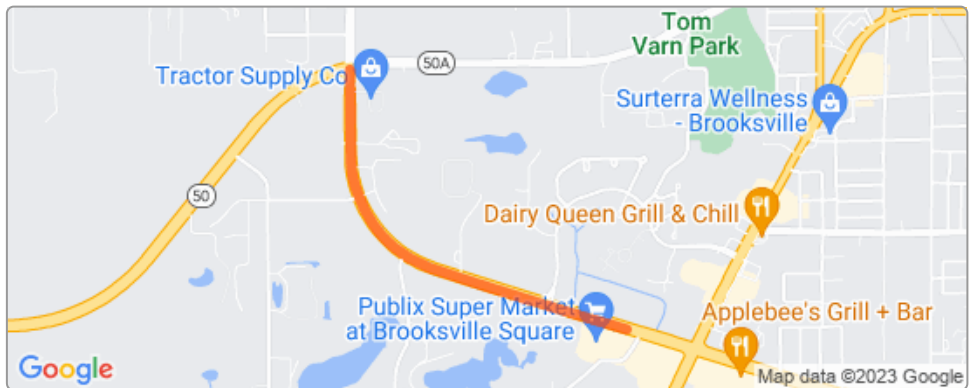 Tom
Varn Park
50A
Tractor Supply Co
Surterra Wellness
- Brooksville
50
Dairy Queen Grill & Chill
Publix Super Market
at Brooksville Square
Applebee's Grill + Bar
Google
Map data ©2023 Google